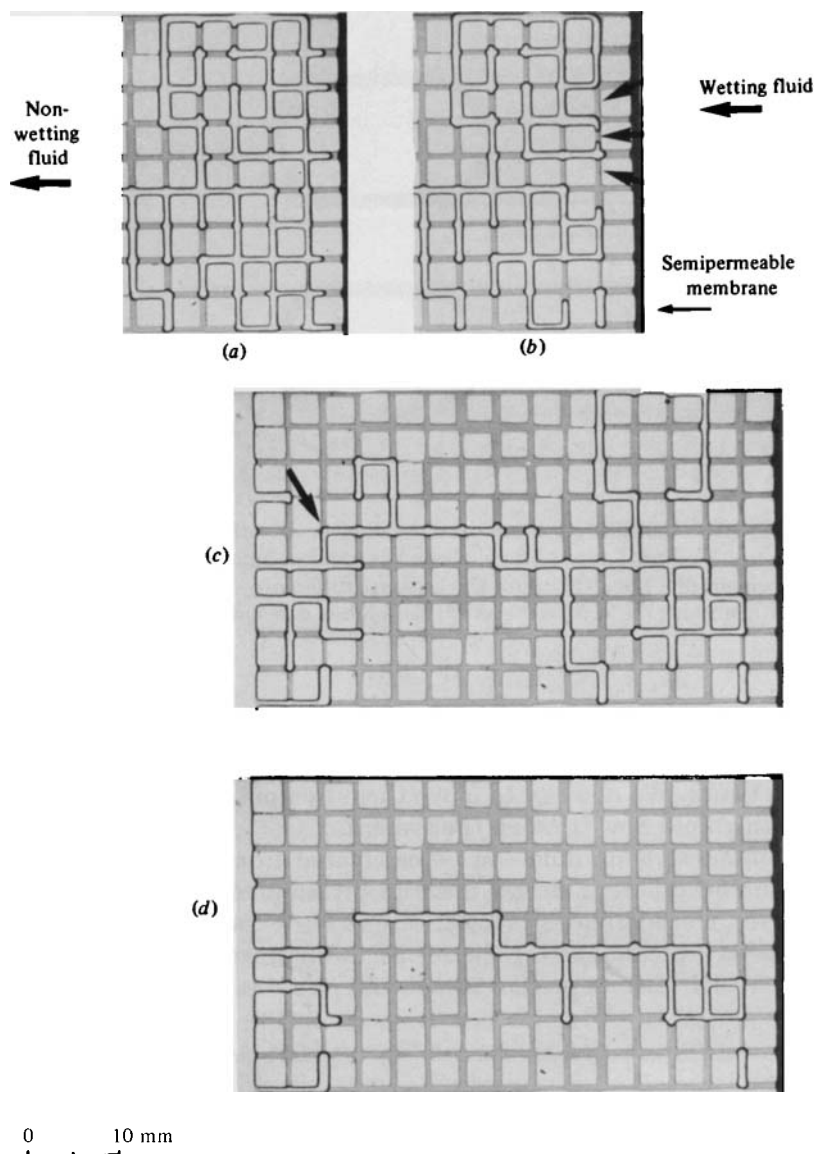 Non-
wetting
fluid
Wetting fluid
Semipermeable
membrane
(a)
(b)
(c)
(d)
0 10 mm